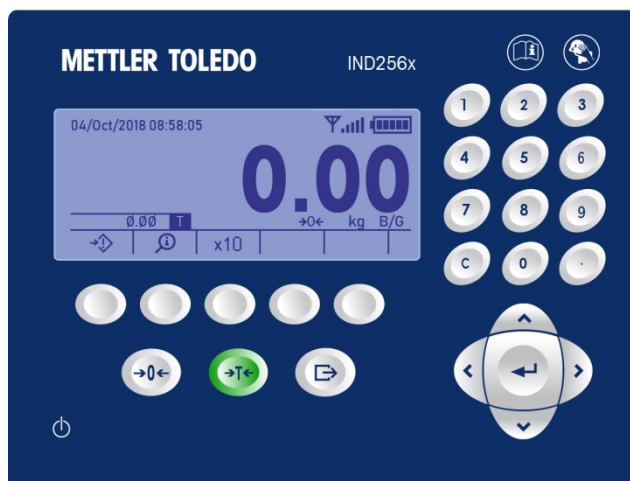 METTLER TOLEDO IND256x
04/Oct/2018 08:58:05
0.00
0.00 T →0← kg B/G
x10
1 2 3
4 5 6
7 8 9
C 0 .
→0← →T←